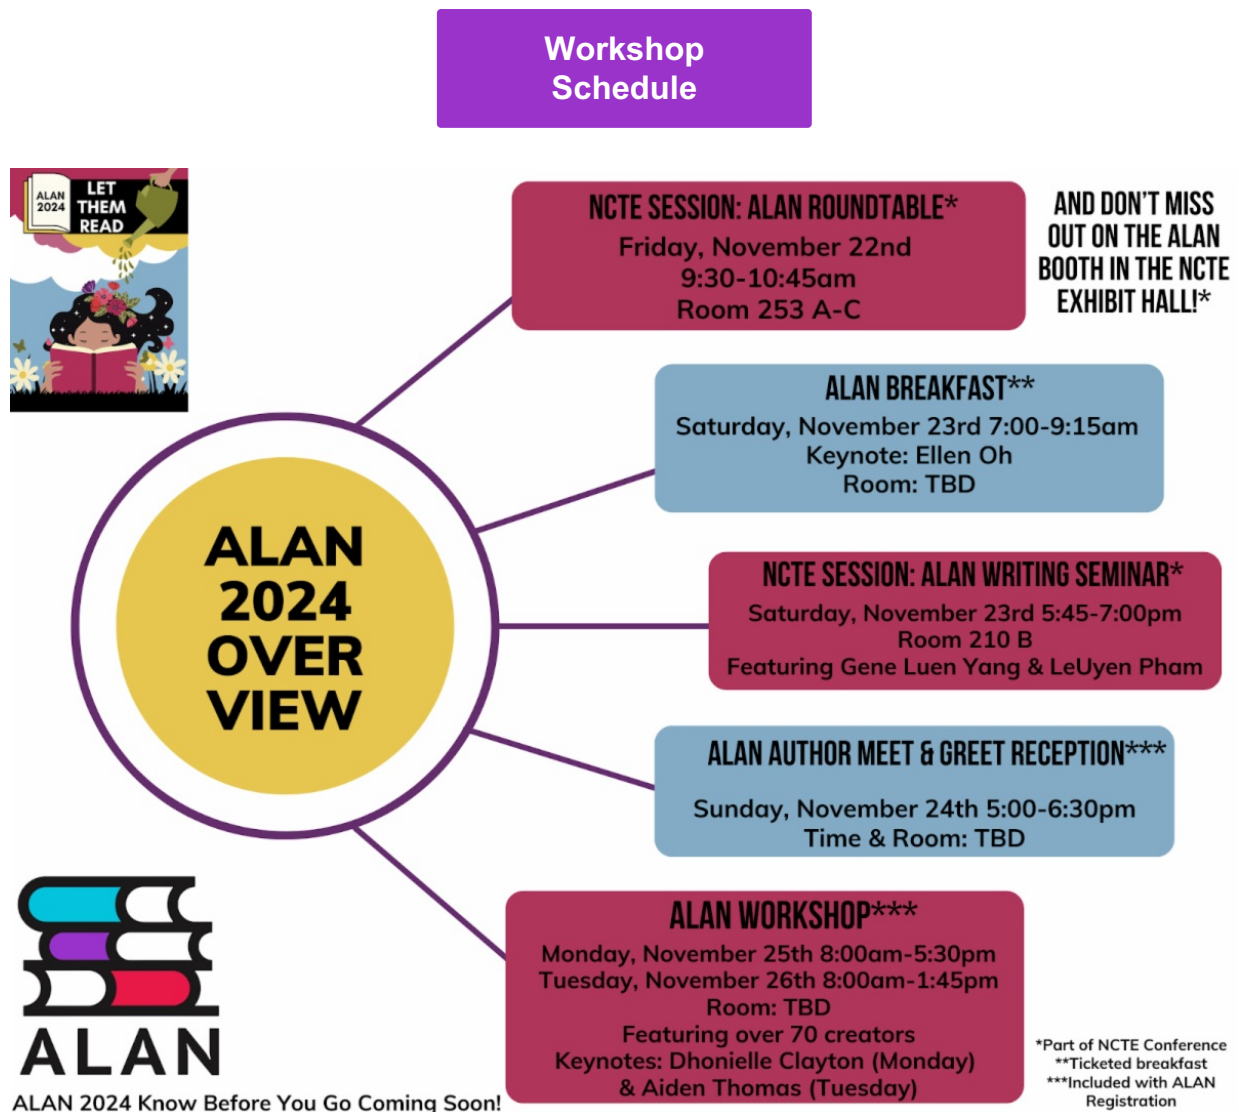 Workshop
Schedule
ALAN
2024
LET
THEM
READ
NCTE SESSION: ALAN ROUNDTABLE*
Friday, November 22nd
9:30-10:45am
Room 253 A-C
AND DON'T MISS
OUT ON THE ALAN
BOOTH IN THE NCTE
EXHIBIT HALL!*
ALAN BREAKFAST**
Saturday, November 23rd 7:00-9:15am
Keynote: Ellen Oh
Room: TBD
ALAN
2024
OVER
VIEW
NCTE SESSION: ALAN WRITING SEMINAR*
Saturday, November 23rd 5:45-7:00pm
Room 210 B
Featuring Gene Luen Yang & LeUyen Pham
ALAN AUTHOR MEET & GREET RECEPTION***
Sunday, November 24th 5:00-6:30pm
Time & Room: TBD
ALAN WORKSHOP***
Monday, November 25th 8:00am-5:30pm
Tuesday, November 26th 8:00am-1:45pm
Room: TBD
Featuring over 70 creators
Keynotes: Dhonielle Clayton (Monday)
& Aiden Thomas (Tuesday)
ALAN
ALAN 2024 Know Before You Go Coming Soon!
*Part of NCTE Conference
**Ticketed breakfast
***Included with ALAN
Registration